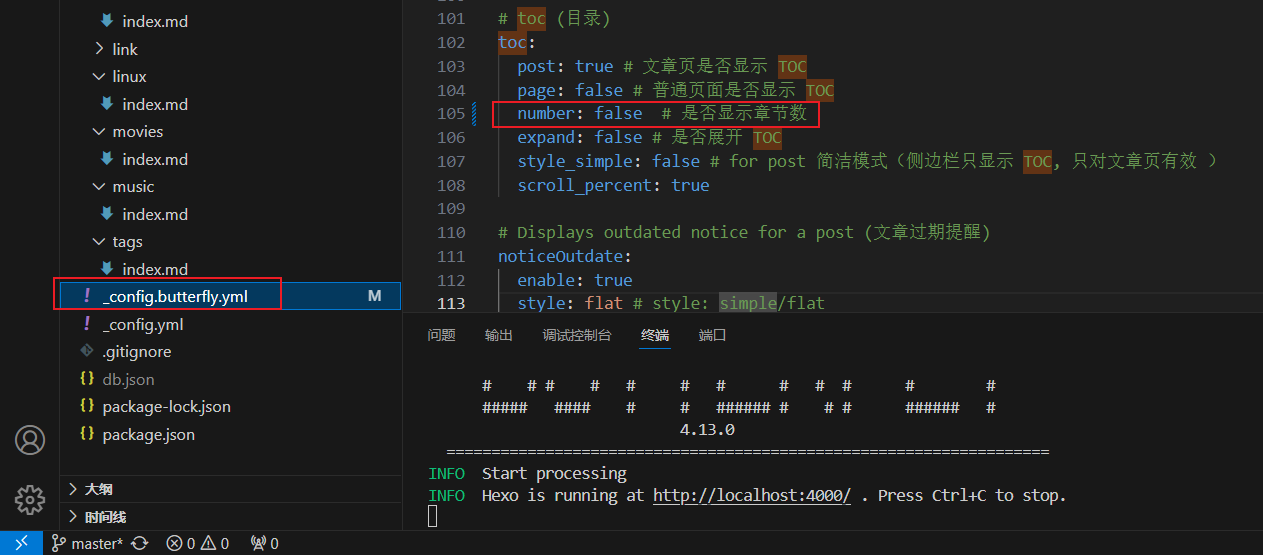 index.md
link
linux
index.md
movies
index.md
music
index.md
tags
index.md
_config.butterfly.yml M
_config.yml
.gitignore
db.json
package-lock.json
package.json
大纲
时间线
101 # toc (目录)
102 toc:
103 post: true # 文章页是否显示 TOC
104 page: false # 普通页面是否显示 TOC
105 number: false # 是否显示章节数
106 expand: false # 是否展开 TOC
107 style_simple: false # for post 简洁模式（侧边栏只显示 TOC, 只对文章页有效 ）
108 scroll_percent: true
109
110 # Displays outdated notice for a post (文章过期提醒)
111 noticeOutdate:
112 enable: true
113 style: flat # style: simple/flat
问题 输出 调试控制台 终端 端口
# # # # # # # # # # # # #
##### #### # # ###### # # # ###### #
4.13.0
===================================================================
INFO Start processing
INFO Hexo is running at http://localhost:4000/ . Press Ctrl+C to stop.
master* 0 0 0